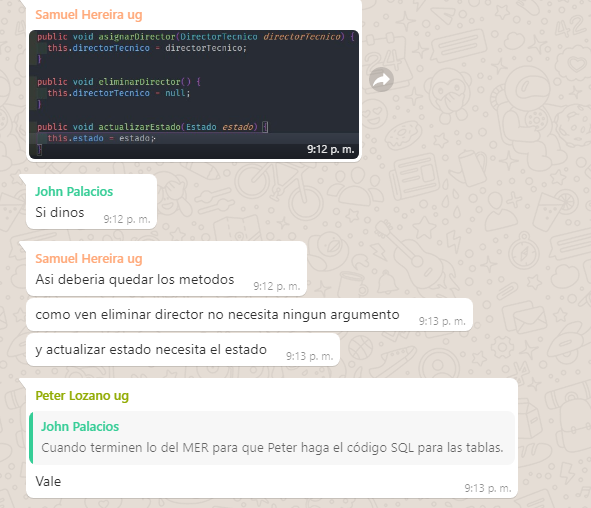 Samuel Hereira ug
public void asignarDirector(DirectorTecnico directorTecnico) {
this.directorTecnico = directorTecnico;
}
public void eliminarDirector() {
this.directorTecnico = null;
}
public void actualizarEstado(Estado estado) {
this.estado = estado;
}
9:12 p. m.
John Palacios
Si dinos
9:12 p. m.
Samuel Hereira ug
Asi deberia quedar los metodos
9:12 p. m.
como ven eliminar director no necesita ningun argumento
9:13 p. m.
y actualizar estado necesita el estado
9:13 p. m.
Peter Lozano ug
John Palacios
Cuando terminen lo del MER para que Peter haga el código SQL para las tablas.
Vale
9:13 p. m.